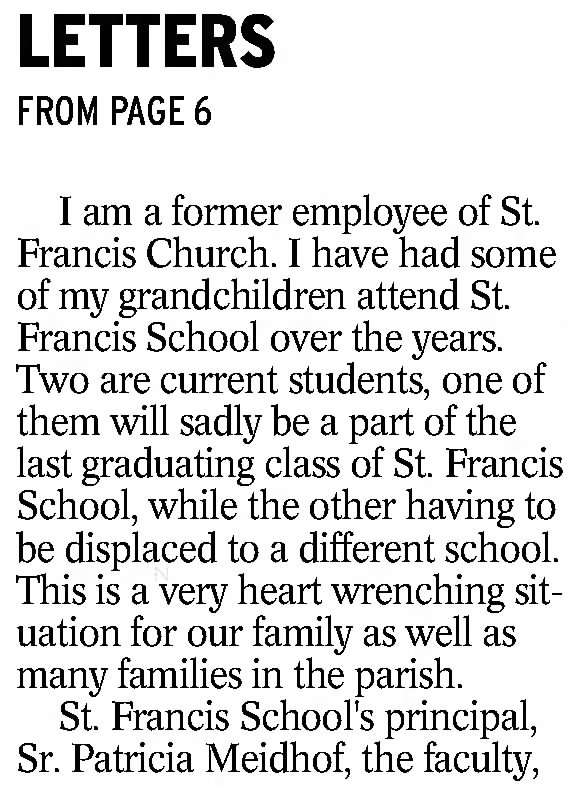 LETTERS
FROM PAGE 6
I am a former employee of St.
Francis Church. I have had some
of my grandchildren attend St.
Francis School over the years.
Two are current students, one of
them will sadly be a part of the
last graduating class of St. Francis
School, while the other having to
be displaced to a different school.
This is a very heart wrenching sit-
uation for our family as well as
many families in the parish.
St. Francis School's principal,
Sr. Patricia Meidhof, the faculty,